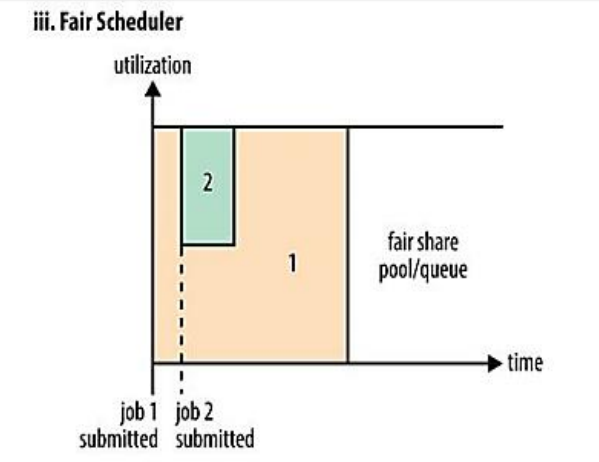 iii. Fair Scheduler
utilization
2
1
fair share
pool/queue
time
job 1 job 2
submitted submitted